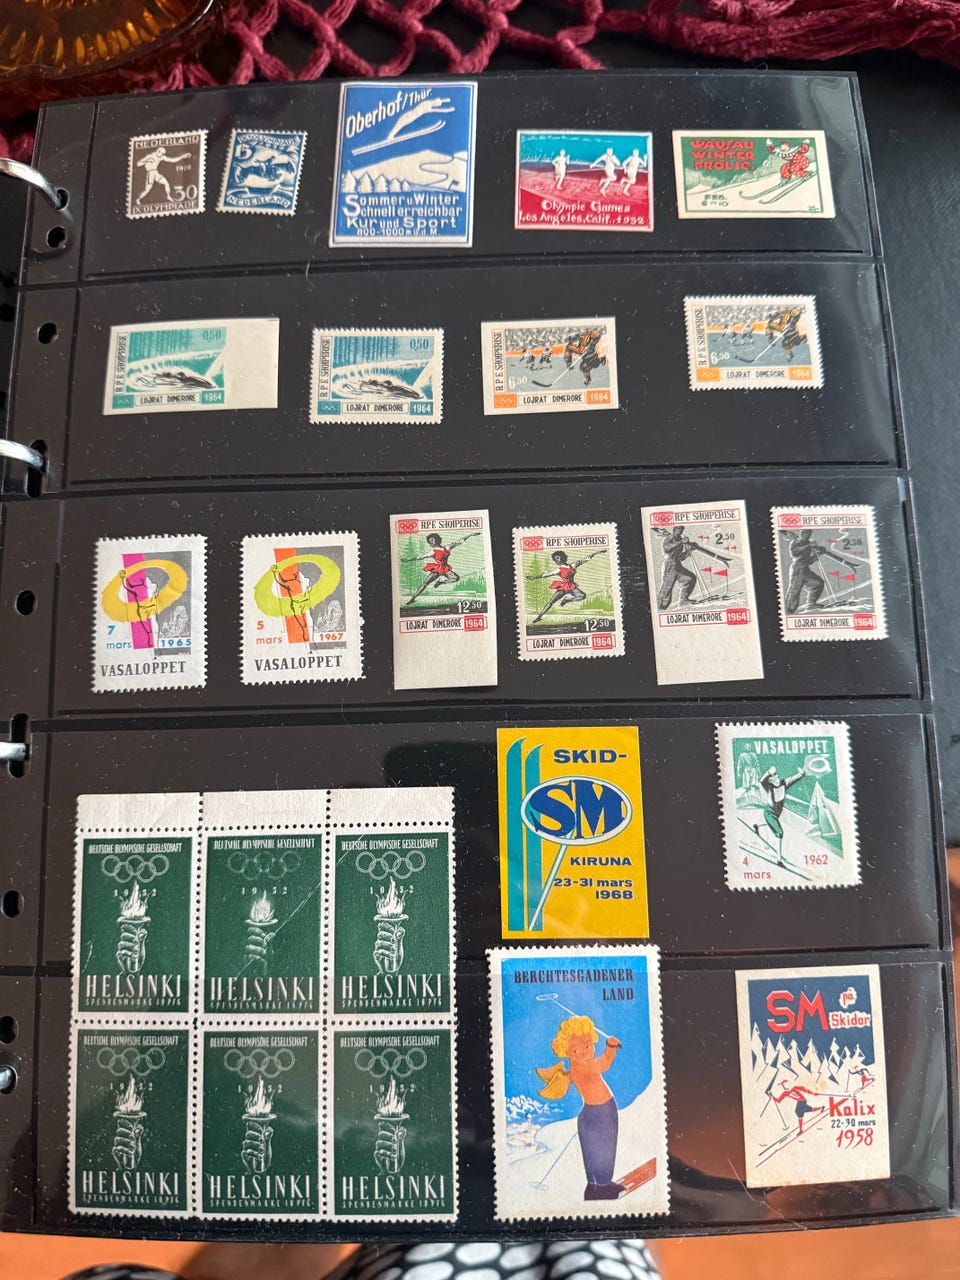 NEDERLAND
1928
30
IX OLYMPIADE
15
NEDERLAND
Oberhof/Thür
Sommer u Winter
Schnell erreichbar
Kur und Sport
800-1000 m ü. d. M.
Olympic Games
Los Angeles, Calif., 1932
WAUSAU
WINTER
FROLIC
FEB.
6 TO 10
R P E SHQIPERISE
0,50
LOJRAT DIMERORE 1964
R P E SHQIPERISE
0,50
LOJRAT DIMERORE 1964
R P E SHQIPERISE
6,50
LOJRAT DIMERORE 1964
R P E SHQIPERISE
6,50
LOJRAT DIMERORE 1964
7
mars 1965
VASALOPPET
5
mars 1967
VASALOPPET
RPE SHQIPERISE
12,50
LOJRAT DIMERORE 1964
RPE SHQIPERISE
12,50
LOJRAT DIMERORE 1964
RPE SHQIPERISE
2,50
LOJRAT DIMERORE 1964
RPE SHQIPERISE
2,50
LOJRAT DIMERORE 1964
DEUTSCHE OLYMPISCHE GESELLSCHAFT
1952
HELSINKI
SPENDENMARKE 10 PFG
DEUTSCHE OLYMPISCHE GESELLSCHAFT
1952
HELSINKI
SPENDENMARKE 10 PFG
DEUTSCHE OLYMPISCHE GESELLSCHAFT
1952
HELSINKI
SPENDENMARKE 10 PFG
DEUTSCHE OLYMPISCHE GESELLSCHAFT
1952
HELSINKI
SPENDENMARKE 10 PFG
DEUTSCHE OLYMPISCHE GESELLSCHAFT
1952
HELSINKI
SPENDENMARKE 10 PFG
DEUTSCHE OLYMPISCHE GESELLSCHAFT
1952
HELSINKI
SPENDENMARKE 10 PFG
SKID-
SM
KIRUNA
23-31 mars
1968
VASALOPPET
4
mars
1962
BERCHTESGADENER
LAND
SM på
Skidor
Kalix
22-30 mars
1958